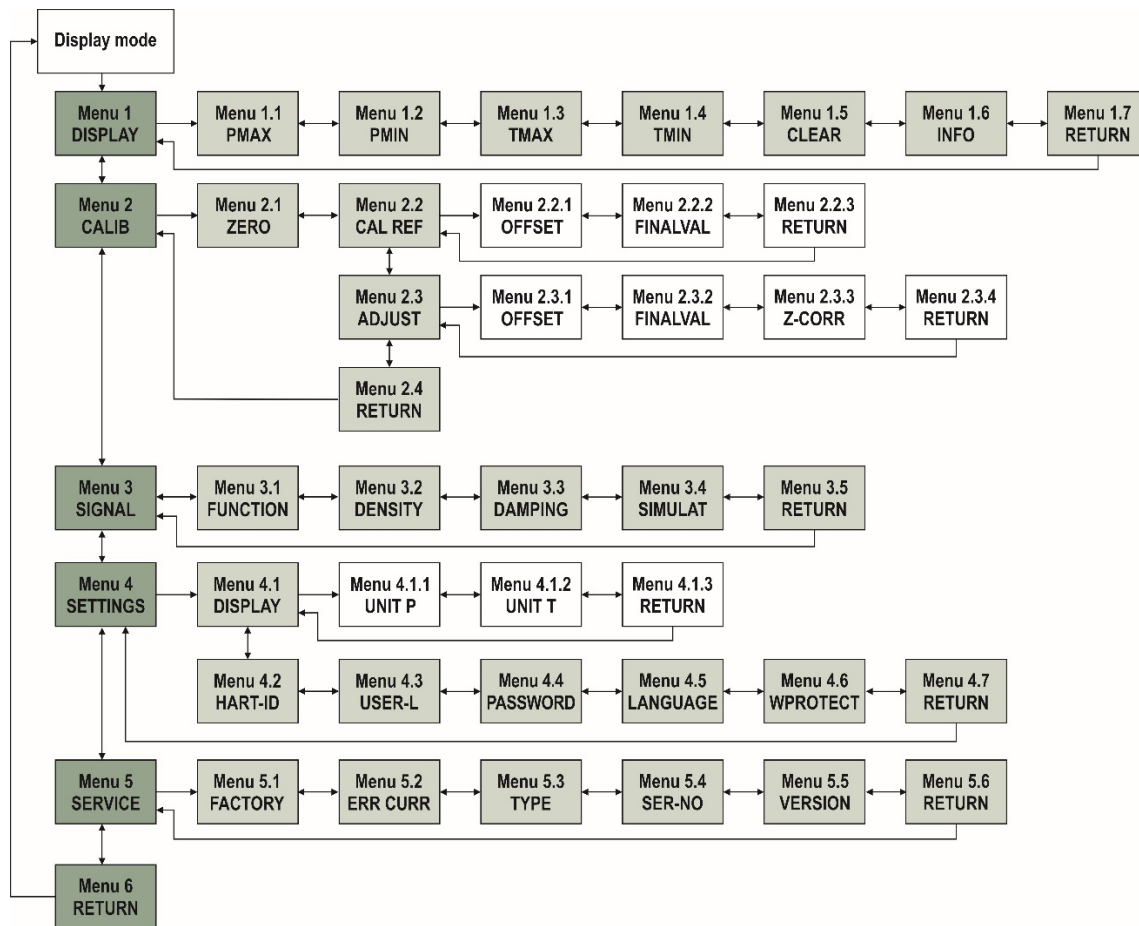 Display mode
Menu 1
DISPLAY
Menu 1.1
PMAX
Menu 1.2
PMIN
Menu 1.3
TMAX
Menu 1.4
TMIN
Menu 1.5
CLEAR
Menu 1.6
INFO
Menu 1.7
RETURN
Menu 2
CALIB
Menu 2.1
ZERO
Menu 2.2
CAL REF
Menu 2.2.1
OFFSET
Menu 2.2.2
FINALVAL
Menu 2.2.3
RETURN
Menu 2.3
ADJUST
Menu 2.3.1
OFFSET
Menu 2.3.2
FINALVAL
Menu 2.3.3
Z-CORR
Menu 2.3.4
RETURN
Menu 2.4
RETURN
Menu 3
SIGNAL
Menu 3.1
FUNCTION
Menu 3.2
DENSITY
Menu 3.3
DAMPING
Menu 3.4
SIMULAT
Menu 3.5
RETURN
Menu 4
SETTINGS
Menu 4.1
DISPLAY
Menu 4.1.1
UNIT P
Menu 4.1.2
UNIT T
Menu 4.1.3
RETURN
Menu 4.2
HART-ID
Menu 4.3
USER-L
Menu 4.4
PASSWORD
Menu 4.5
LANGUAGE
Menu 4.6
WPROTECT
Menu 4.7
RETURN
Menu 5
SERVICE
Menu 5.1
FACTORY
Menu 5.2
ERR CURR
Menu 5.3
TYPE
Menu 5.4
SER-NO
Menu 5.5
VERSION
Menu 5.6
RETURN
Menu 6
RETURN